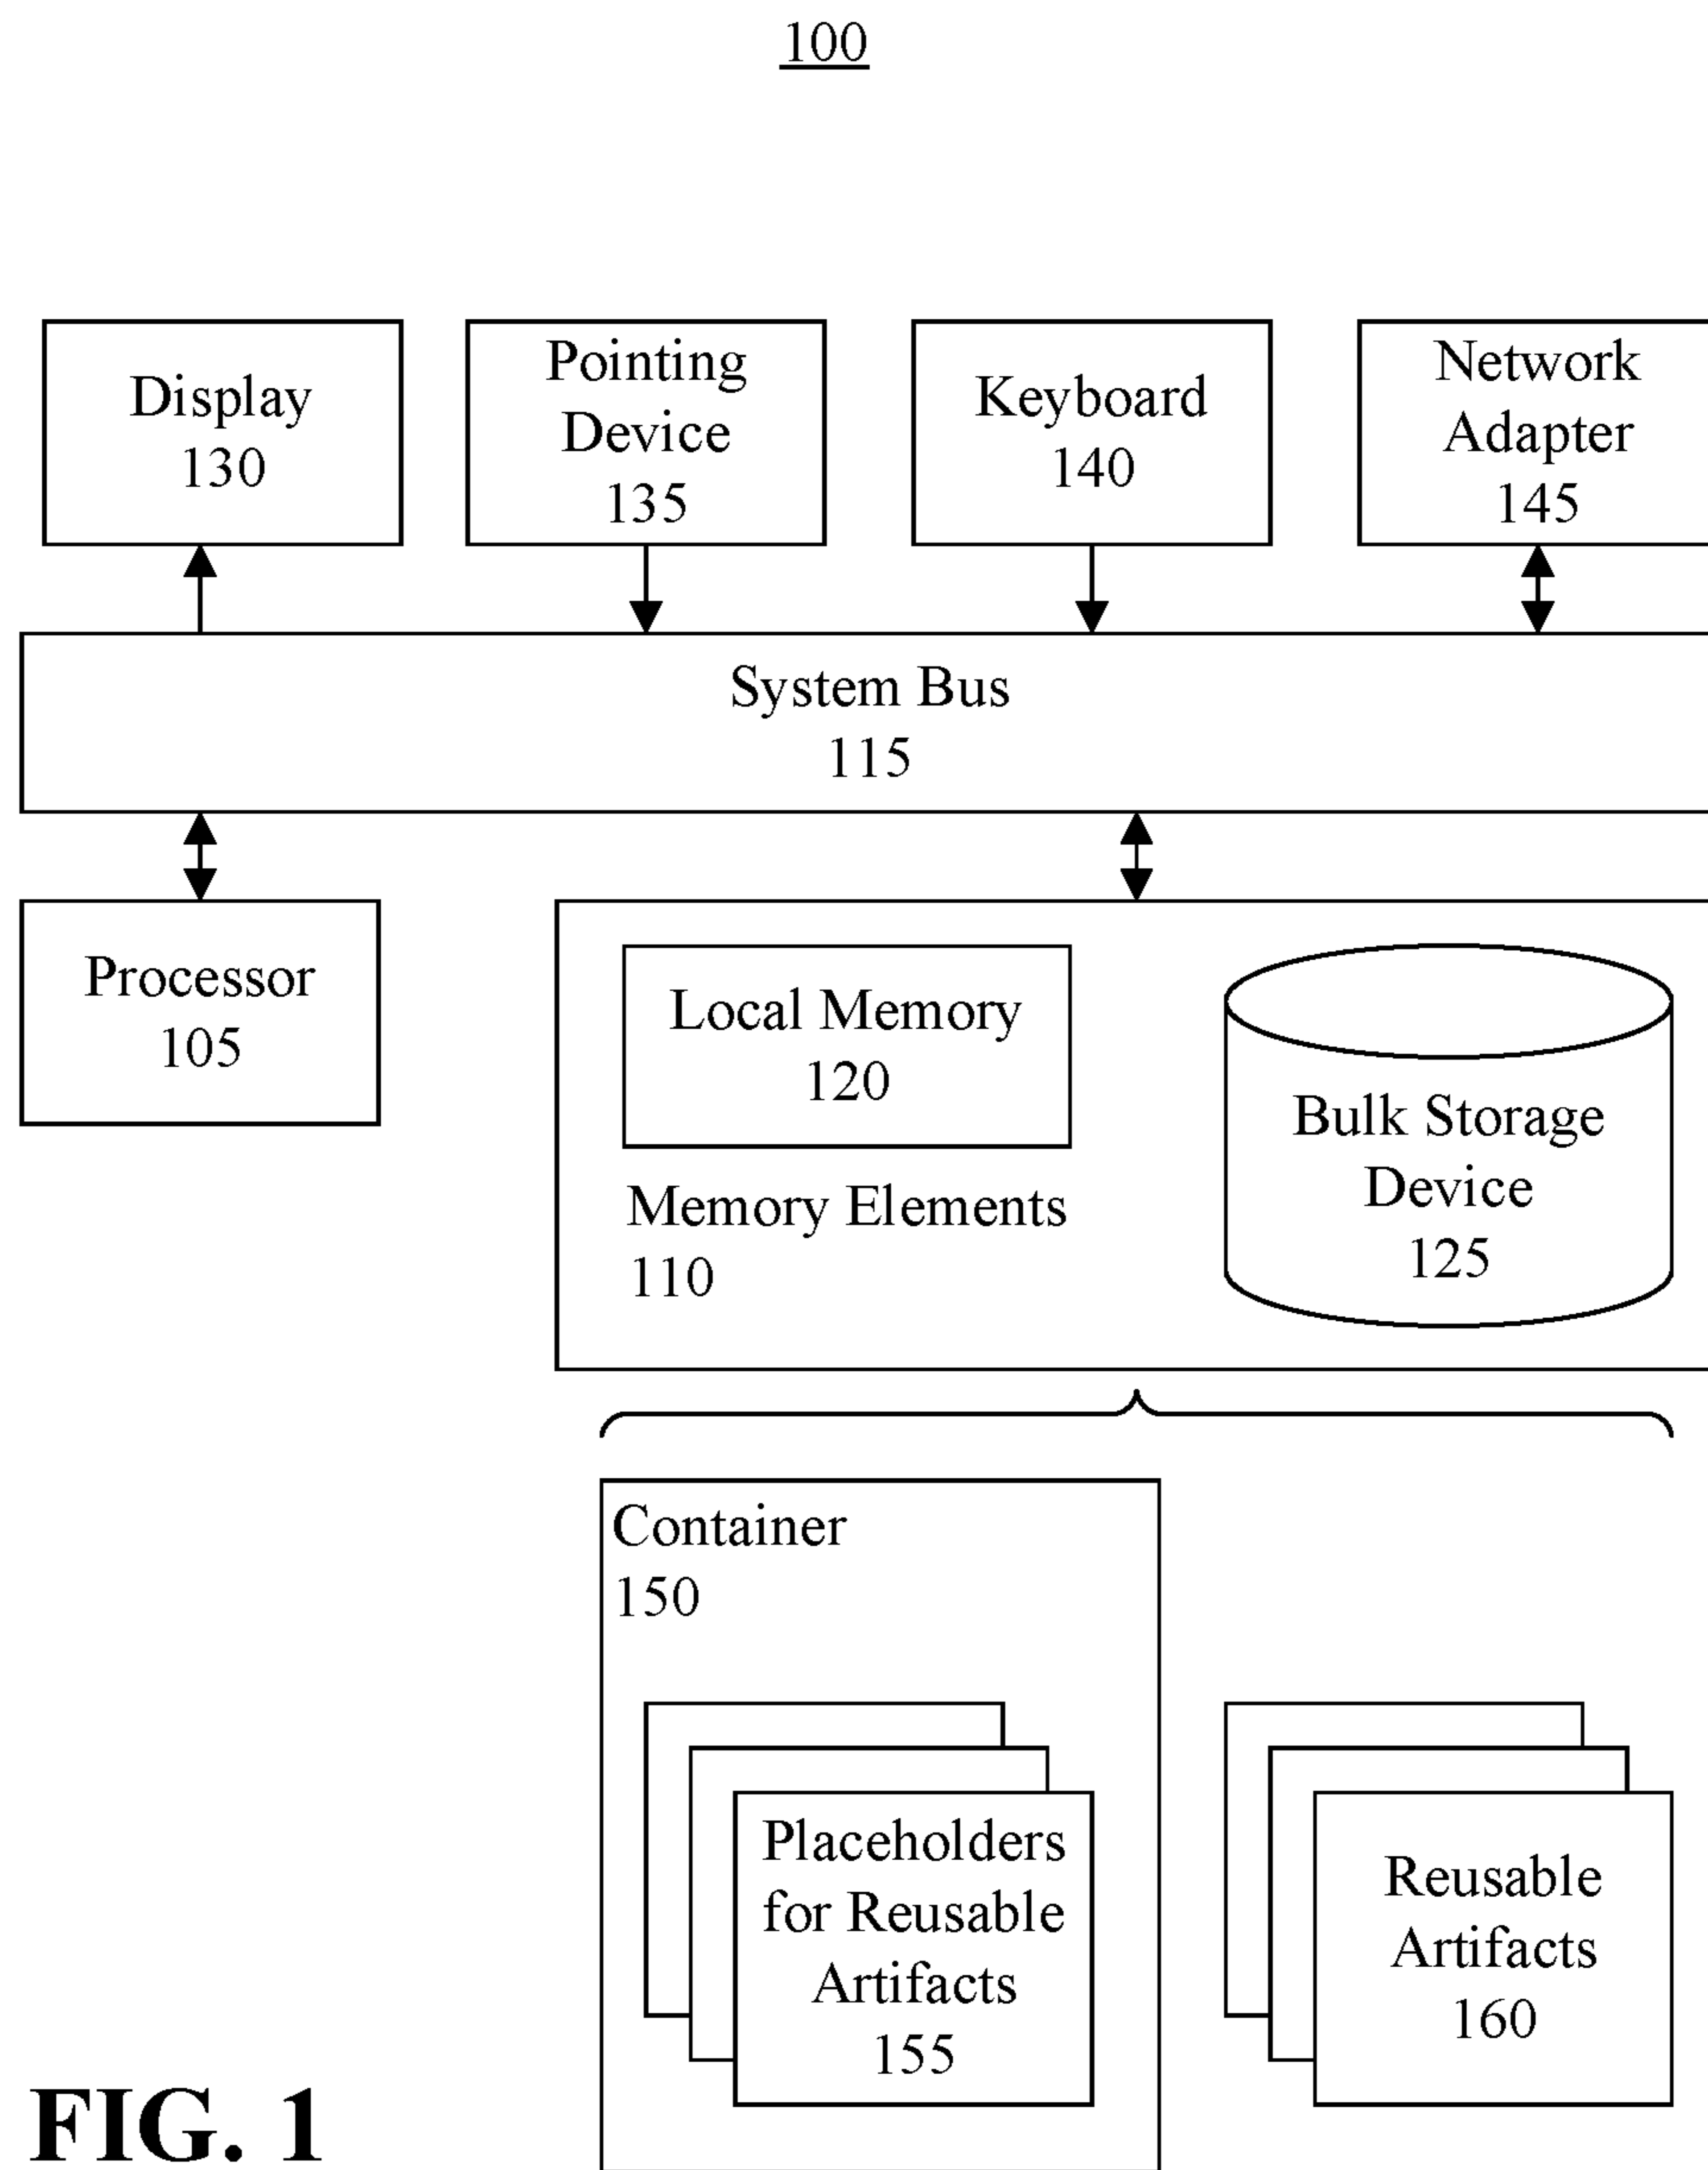 100
Display
130
Pointing
Device
135
Keyboard
140
Network
Adapter
145
System Bus
115
Processor
105
Local Memory
120
Memory Elements
110
Bulk Storage
Device
125
Container
150
Placeholders
for Reusable
Artifacts
155
Reusable
Artifacts
160
FIG. 1